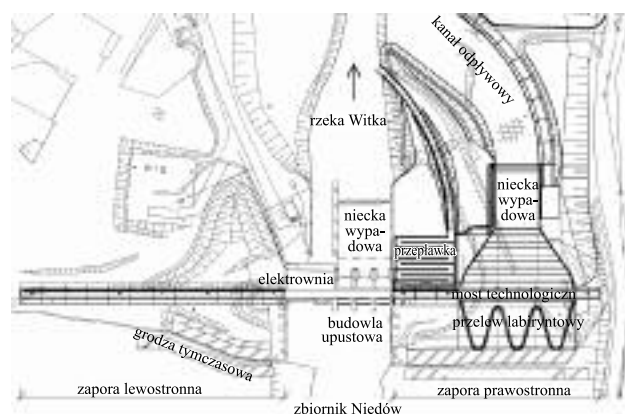 kanał odpływowy
rzeka Witka
niecka
wypa-
dowa
niecka
wypa-
dowa
przepławka
elektrownia
most technologiczn
budowla
upustowa
przelew labiryntowy
grodza tymczasowa
zapora lewostronna
zapora prawostronna
zbiornik Niedów